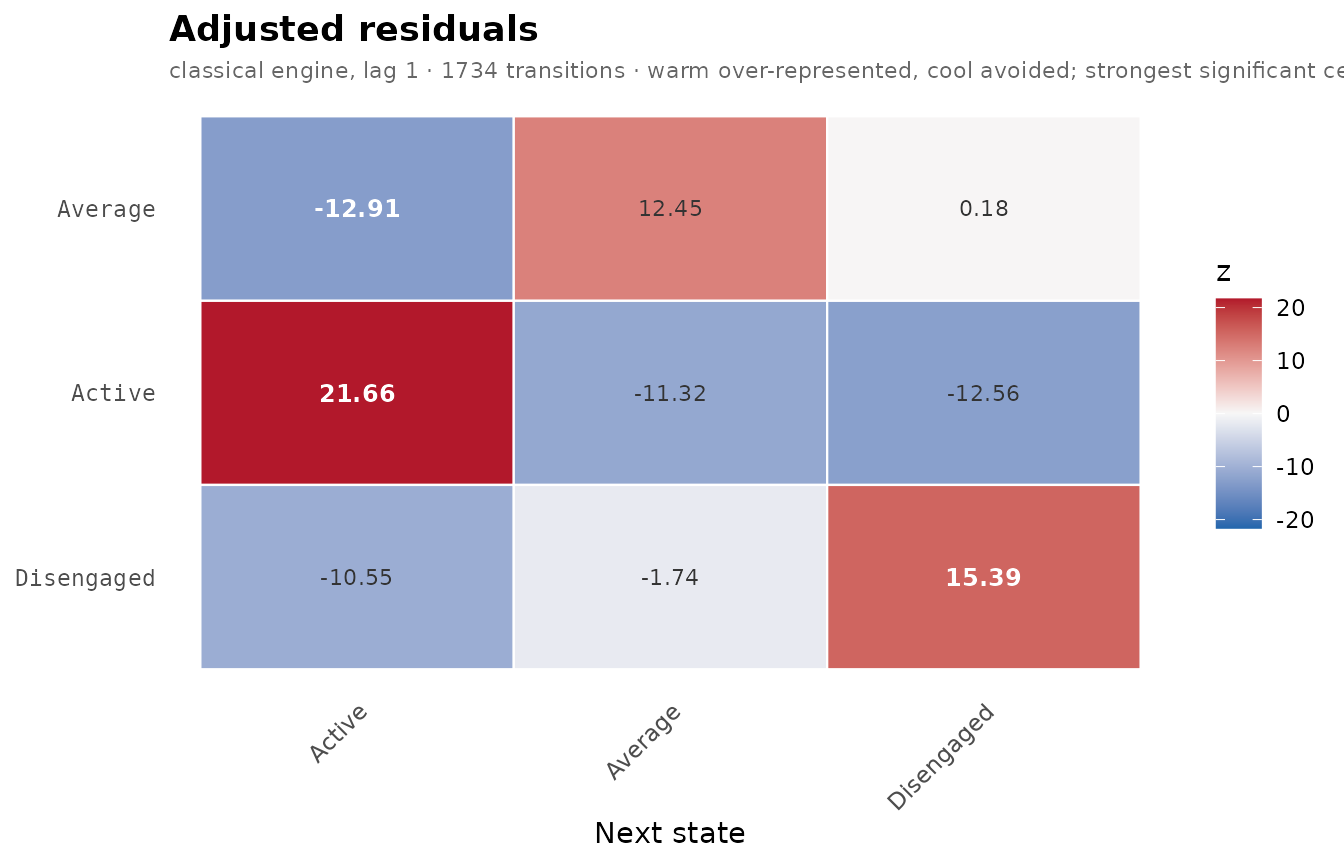 Adjusted residuals
classical engine, lag 1 · 1734 transitions · warm over-represented, cool avoided; strongest significant ce
Average -12.91 12.45 0.18
Active 21.66 -11.32 -12.56
Disengaged -10.55 -1.74 15.39
z
20
10
0
-10
-20
Active Average Disengaged
Next state